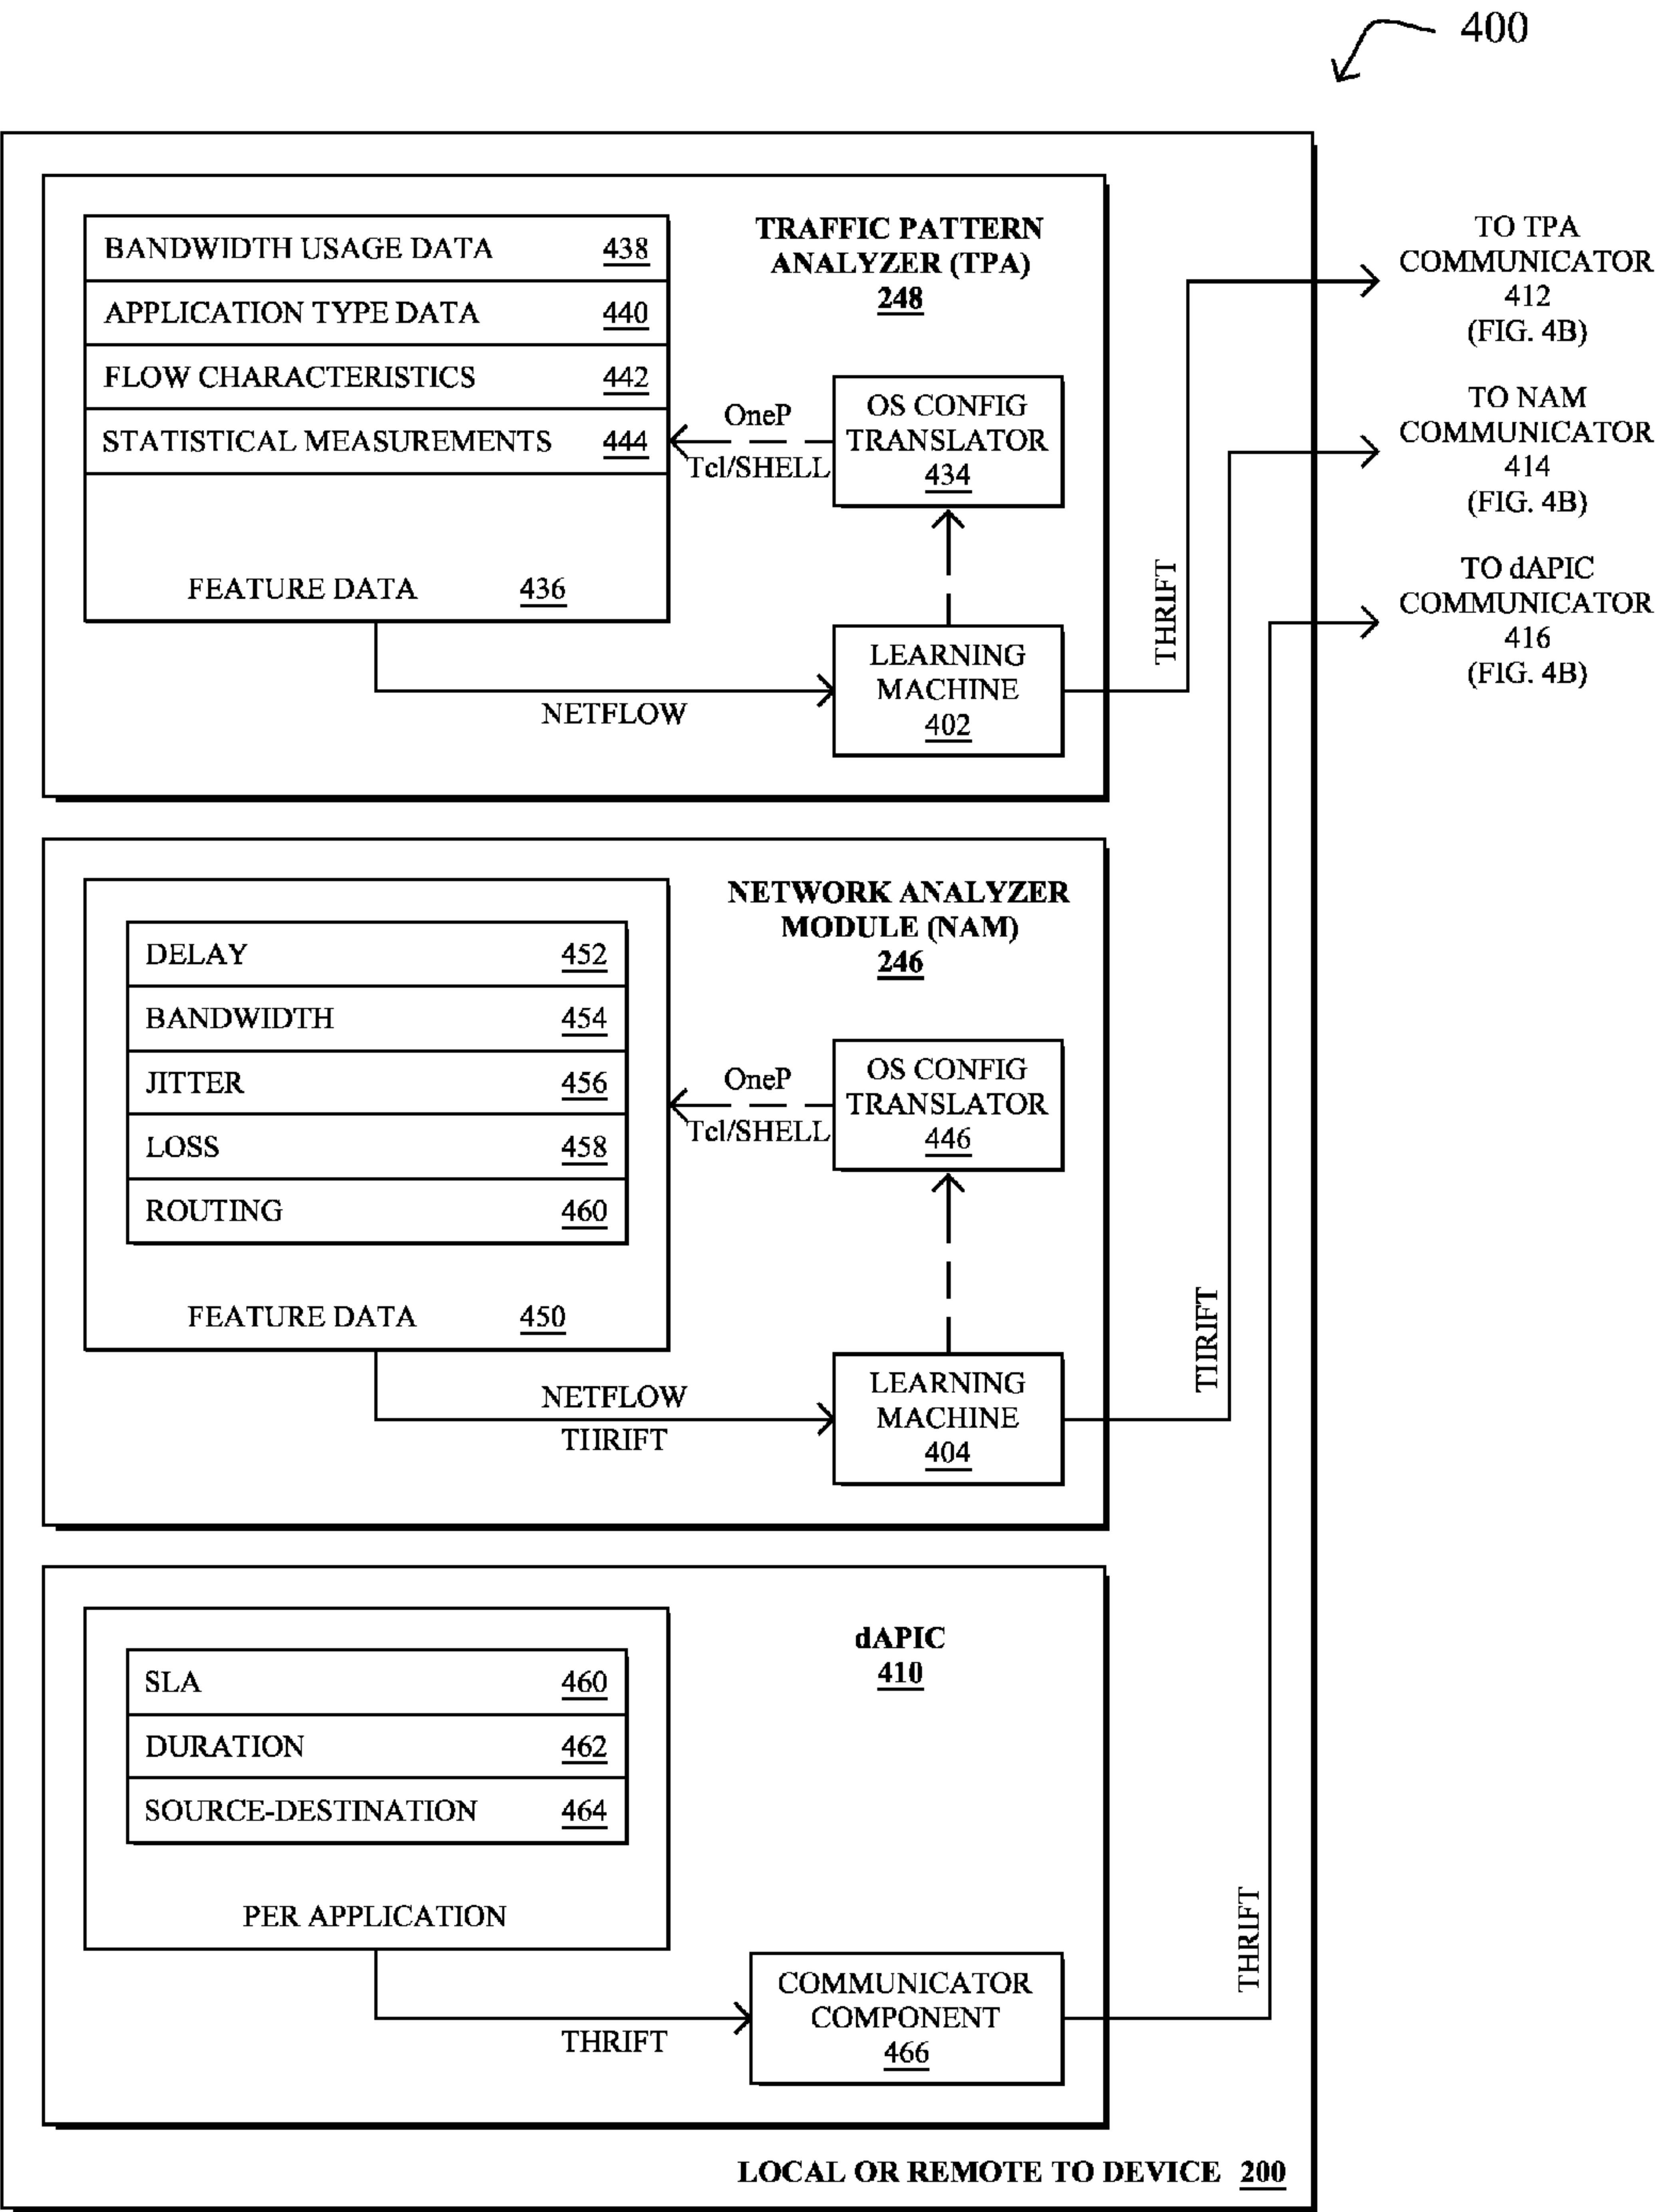 400
BANDWIDTH USAGE DATA 438
APPLICATION TYPE DATA 440
FLOW CHARACTERISTICS 442
STATISTICAL MEASUREMENTS 444
FEATURE DATA 436
TRAFFIC PATTERN
ANALYZER (TPA)
248
OneP
Tcl/SHELL
OS CONFIG
TRANSLATOR
434
NETFLOW
LEARNING
MACHINE
402
THRIFT
TO TPA
COMMUNICATOR
412
(FIG. 4B)
TO NAM
COMMUNICATOR
414
(FIG. 4B)
TO dAPIC
COMMUNICATOR
416
(FIG. 4B)
DELAY 452
BANDWIDTH 454
JITTER 456
LOSS 458
ROUTING 460
FEATURE DATA 450
NETWORK ANALYZER
MODULE (NAM)
246
OneP
Tcl/SHELL
OS CONFIG
TRANSLATOR
446
NETFLOW
THRIFT
LEARNING
MACHINE
404
THRIFT
SLA 460
DURATION 462
SOURCE-DESTINATION 464
PER APPLICATION
dAPIC
410
THRIFT
COMMUNICATOR
COMPONENT
466
THRIFT
LOCAL OR REMOTE TO DEVICE 200